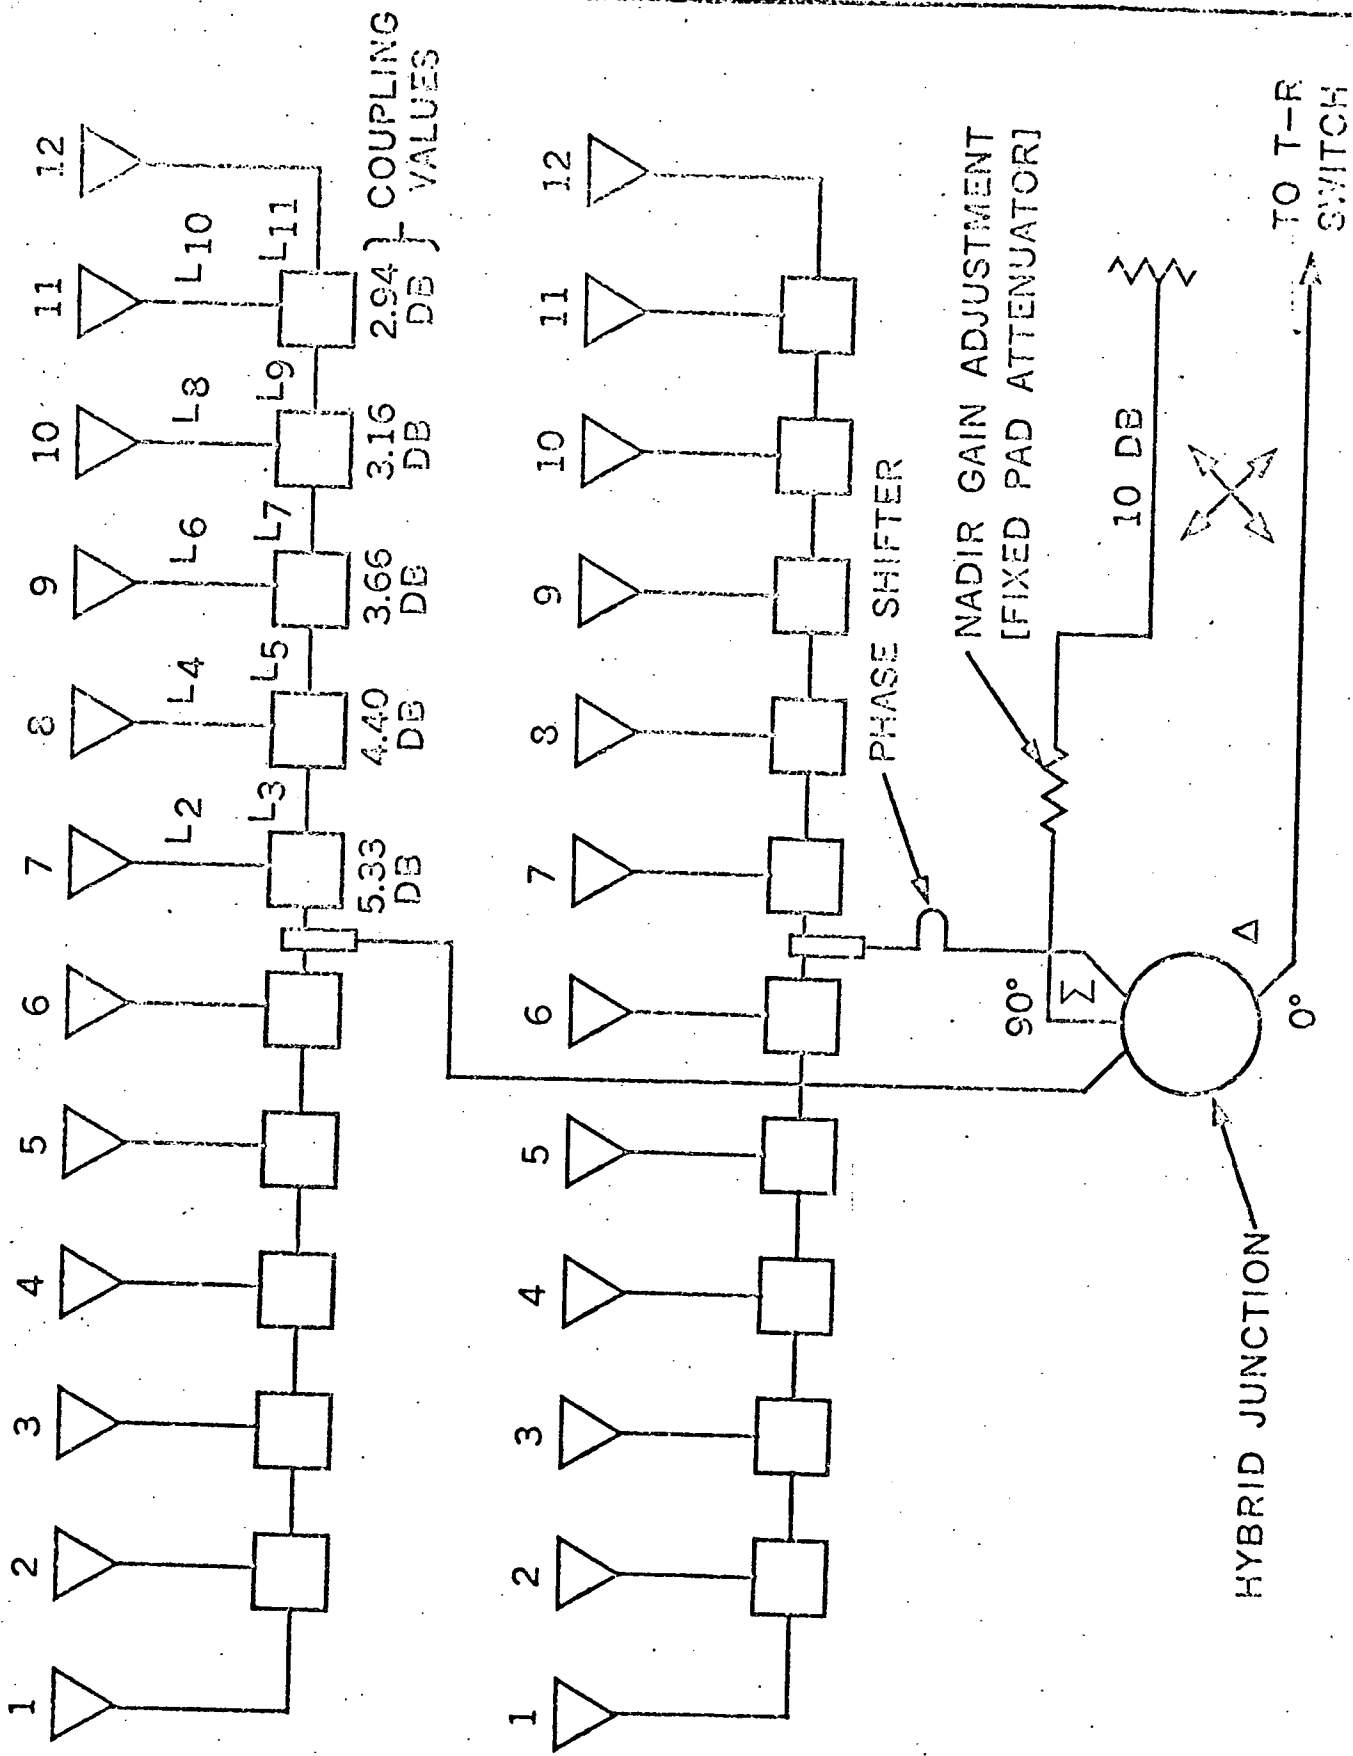 1 2 3 4 5 6 7 8 9 10 11 12
L2 L4 L6 L8 L10
L3 L5 L7 L9 L11
5.33 DB
4.40 DB
3.66 DB
3.16 DB
2.94 DB
} COUPLING
VALUES
1 2 3 4 5 6 7 8 9 10 11 12
PHASE SHIFTER
NADIR GAIN ADJUSTMENT
[FIXED PAD ATTENUATOR]
90°
Σ
10 DB
Δ
0°
HYBRID JUNCTION
TO T-R
SWITCH